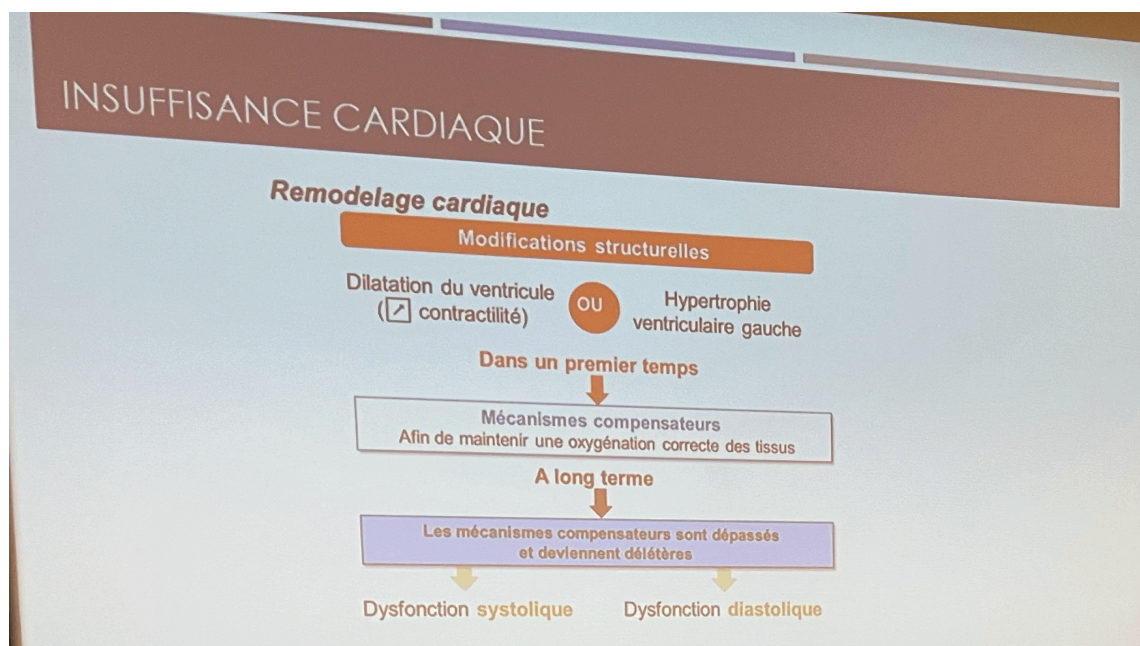 INSUFFISANCE CARDIAQUE
Remodelage cardiaque
Modifications structurelles
Dilatation du ventricule
(↗ contractilité)
OU
Hypertrophie
ventriculaire gauche
Dans un premier temps
Mécanismes compensateurs
Afin de maintenir une oxygénation correcte des tissus
A long terme
Les mécanismes compensateurs sont dépassés
et deviennent délétères
Dysfonction systolique
Dysfonction diastolique